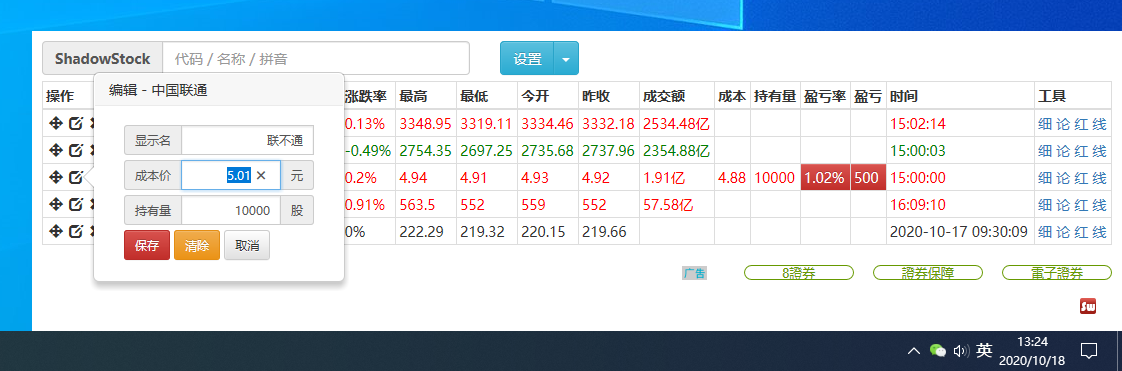 ShadowStock 代码 / 名称 / 拼音 设置
编辑 - 中国联通
显示名 联不通
成本价 5.01 元
持有量 10000 股
保存 清除 取消
操作 涨跌率 最高 最低 今开 昨收 成交额 成本 持有量 盈亏率 盈亏 时间 工具
0.13% 3348.95 3319.11 3334.46 3332.18 2534.48亿 15:02:14 细 论 红 线
-0.49% 2754.35 2697.25 2735.68 2737.96 2354.88亿 15:00:03 细 论 红 线
0.2% 4.94 4.91 4.93 4.92 1.91亿 4.88 10000 1.02% 500 15:00:00 细 论 红 线
0.91% 563.5 552 559 552 57.58亿 16:09:10 细 论 红 线
0% 222.29 219.32 220.15 219.66 2020-10-17 09:30:09 细 论 红 线
广告 8證券 證券保障 電子證券
Sw
英 13:24
2020/10/18